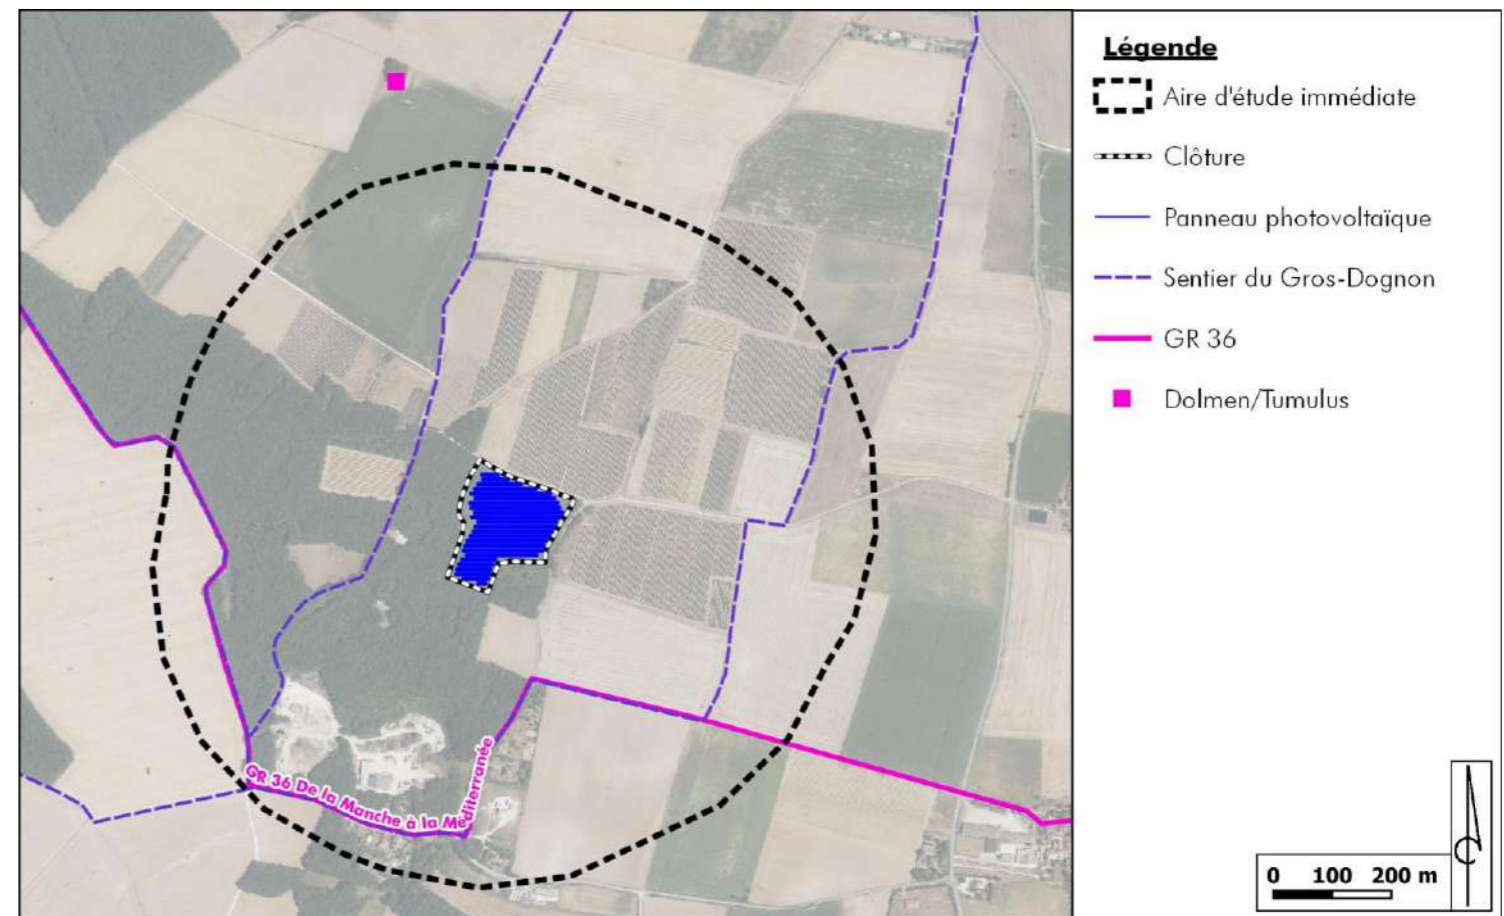 Légende
Aire d'étude immédiate
Clôture
Panneau photovoltaïque
Sentier du Gros-Dognon
GR 36
Dolmen/Tumulus
GR 36 De la Manche à la Méditerranée
0 100 200 m